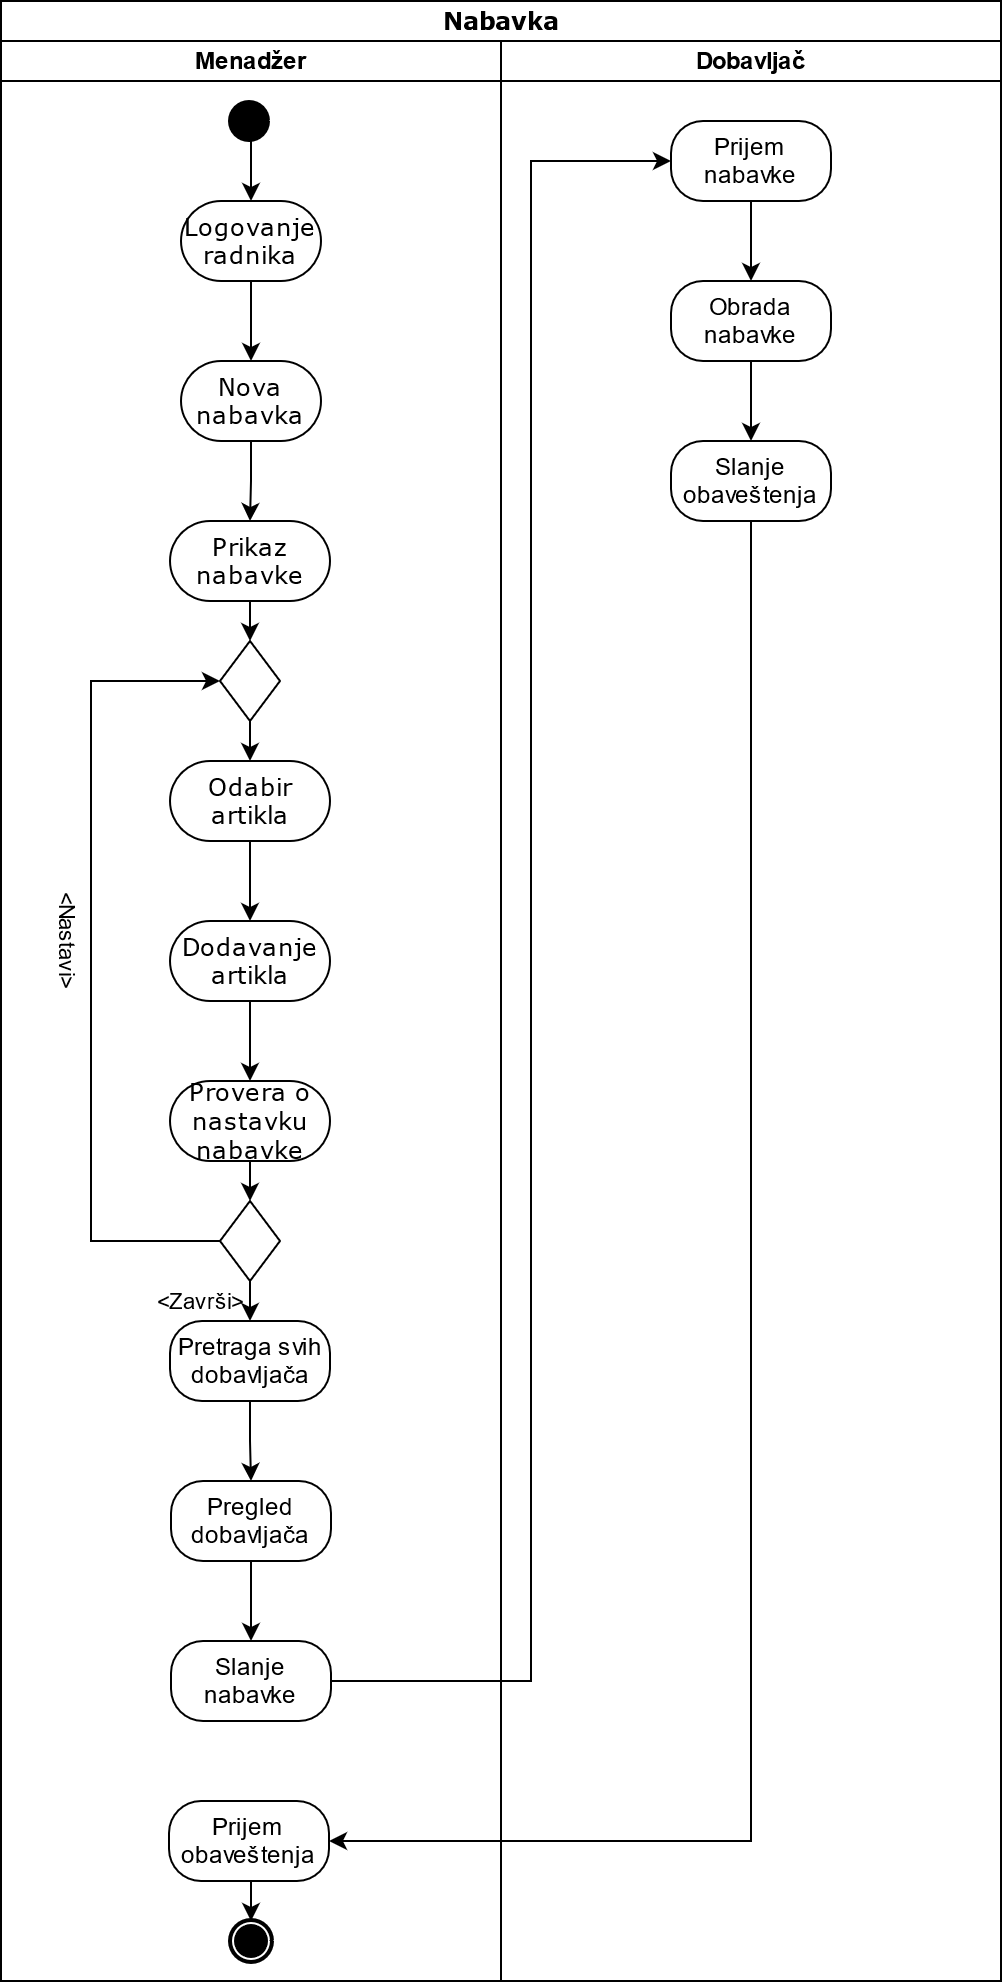 Nabavka
Menadžer
Dobavljač
Logovanje
radnika
Nova
nabavka
Prikaz
nabavke
Odabir
artikla
Dodavanje
artikla
<Nastavi>
Provera o
nastavku
nabavke
<Završi>
Pretraga svih
dobavljača
Pregled
dobavljača
Slanje
nabavke
Prijem
nabavke
Obrada
nabavke
Slanje
obaveštenja
Prijem
obaveštenja